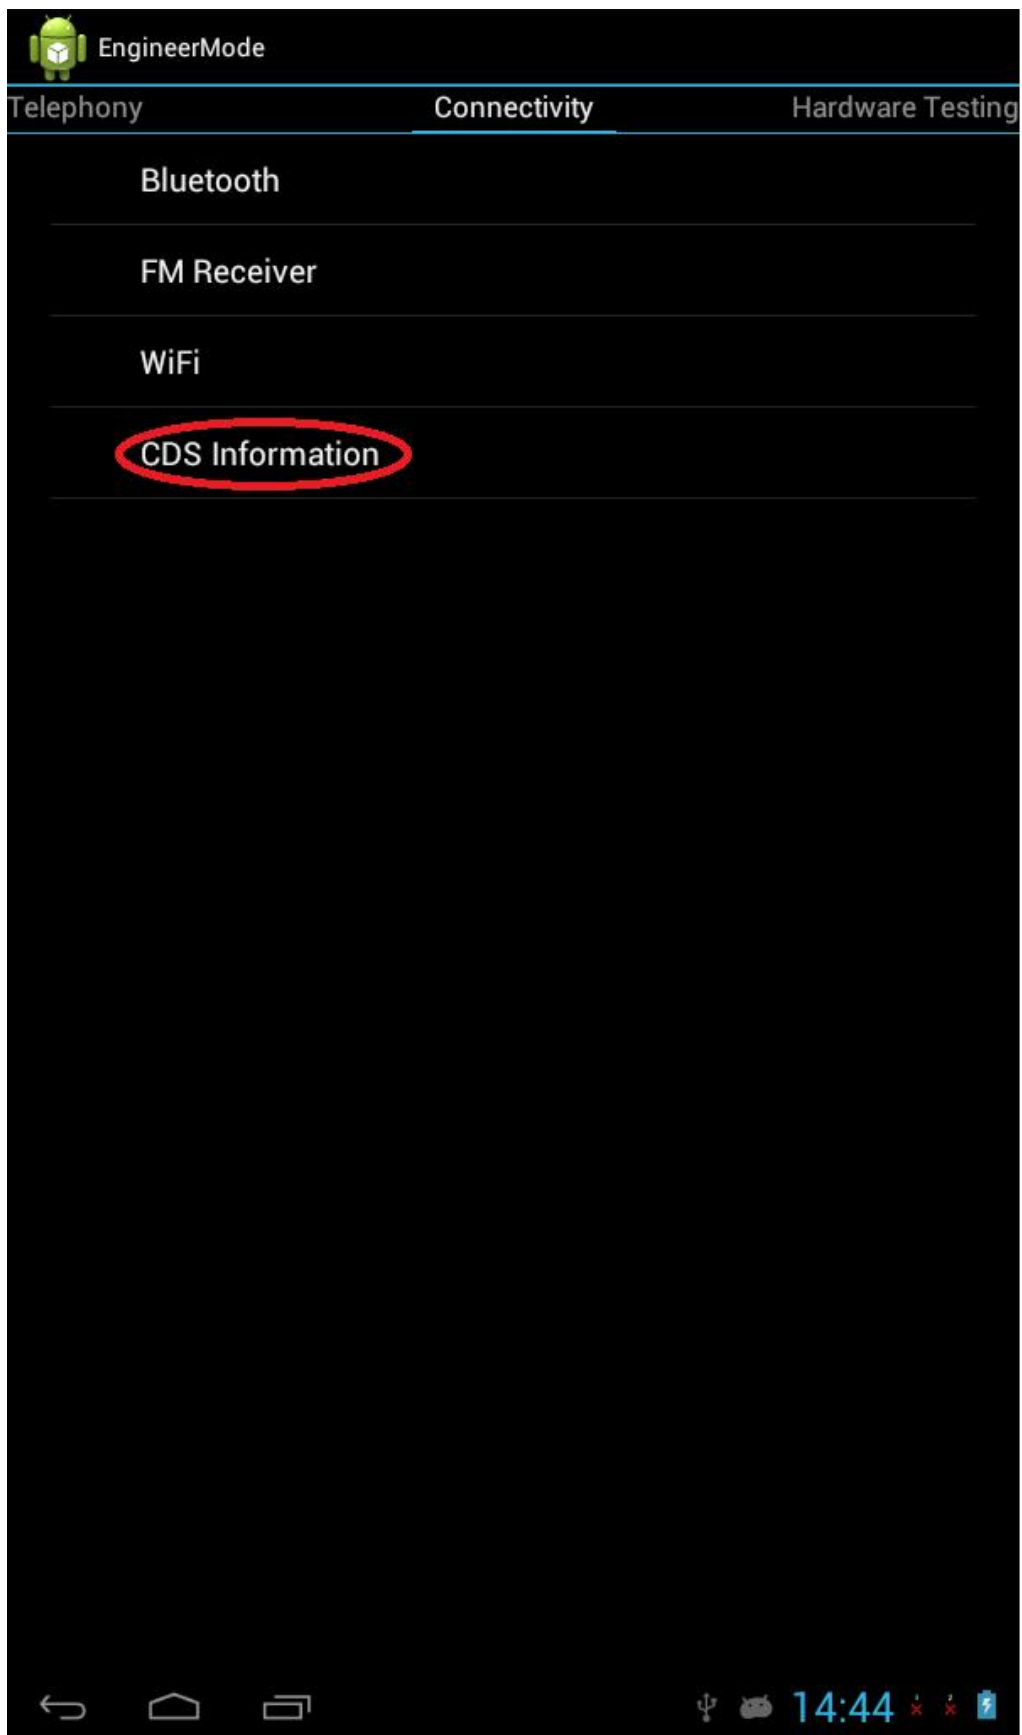 EngineerMode
Telephony Connectivity Hardware Testing
Bluetooth
FM Receiver
WiFi
CDS Information
14:44